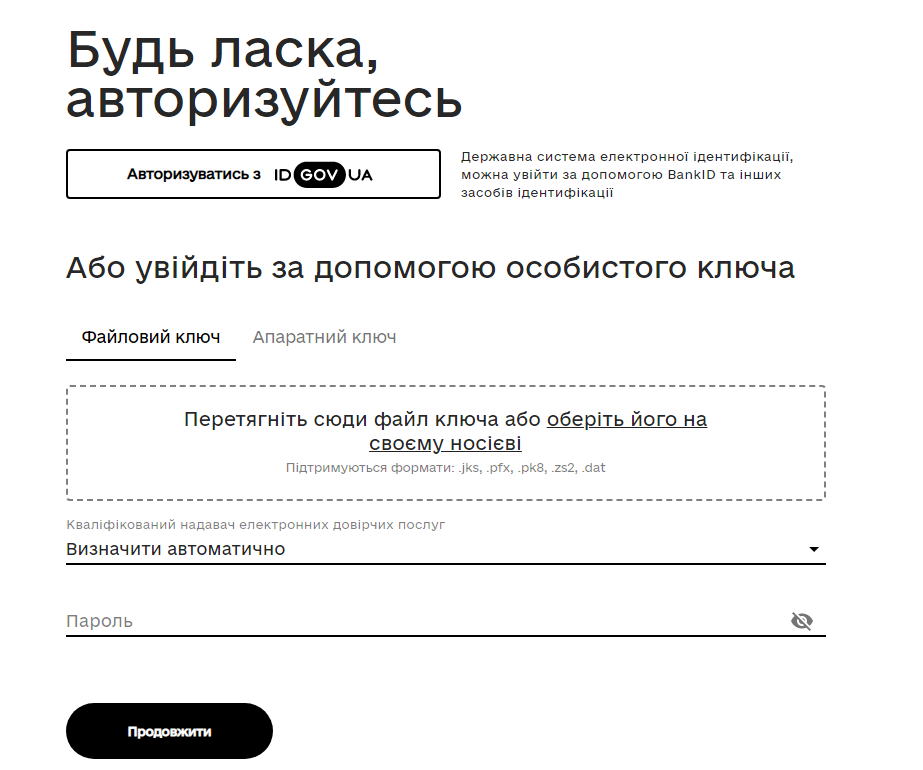 Будь ласка,
авторизуйтесь
Авторизуватись з ID GOV UA
Державна система електронної ідентифікації,
можна увійти за допомогою BankID та інших
засобів ідентифікації
Або увійдіть за допомогою особистого ключа
Файловий ключ Апаратний ключ
Перетягніть сюди файл ключа або оберіть його на
своєму носієві
Підтримуються формати: .jks, .pfx, .pk8, .zs2, .dat
Кваліфікований надавач електронних довірчих послуг
Визначити автоматично
Пароль
Продовжити